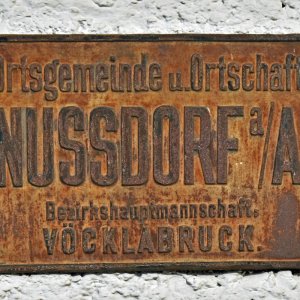 Ortsgemeinde u. Ortschaft
NUSSDORF a/A
Bezirkshauptmannschaft.
VÖCKLABRUCK.